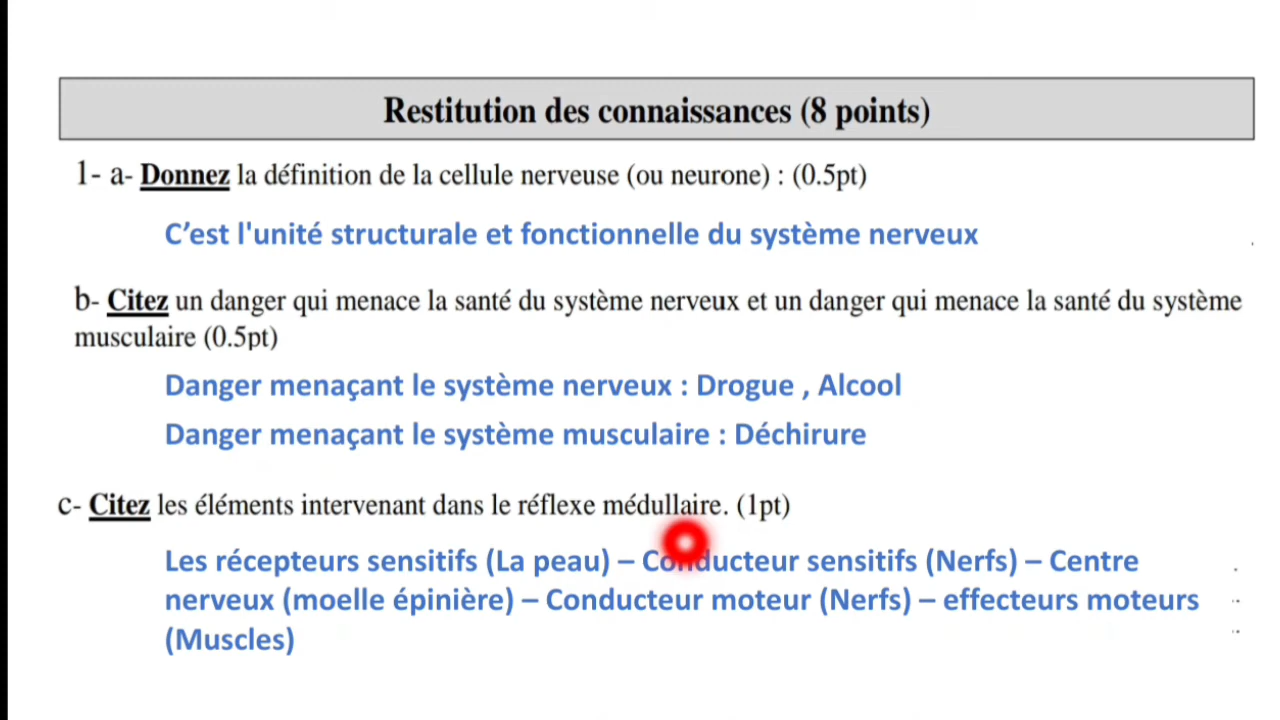 Restitution des connaissances (8 points)
1- a- Donnez la définition de la cellule nerveuse (ou neurone) : (0.5pt)
C’est l'unité structurale et fonctionnelle du système nerveux
b- Citez un danger qui menace la santé du système nerveux et un danger qui menace la santé du système
musculaire (0.5pt)
Danger menaçant le système nerveux : Drogue , Alcool
Danger menaçant le système musculaire : Déchirure
c- Citez les éléments intervenant dans le réflexe médullaire. (1pt)
Les récepteurs sensitifs (La peau) – Conducteur sensitifs (Nerfs) – Centre
nerveux (moelle épinière) – Conducteur moteur (Nerfs) – effecteurs moteurs
(Muscles)